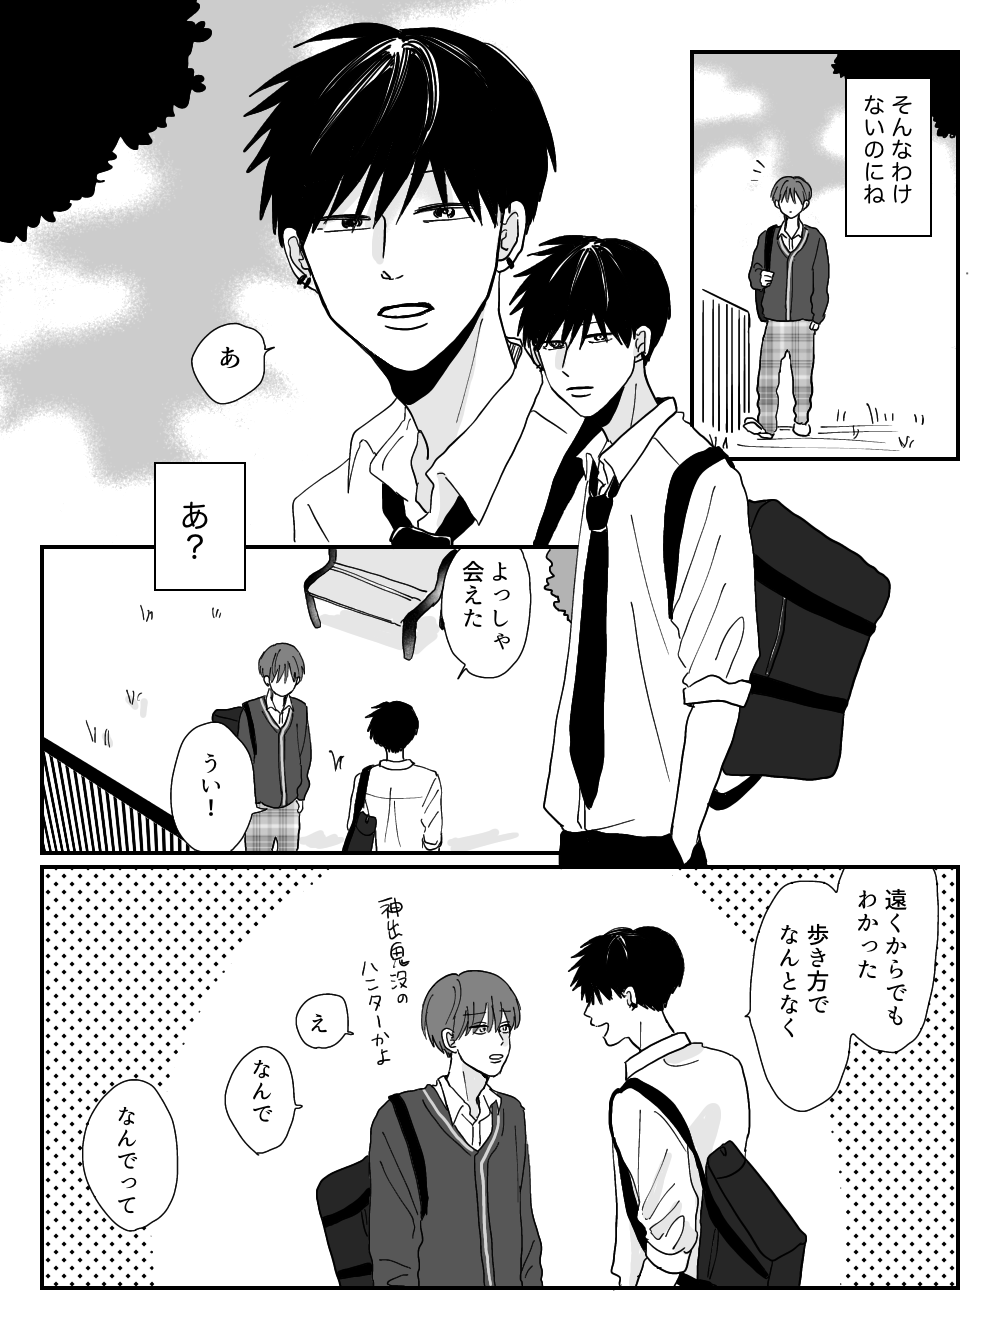 そんなわけ
ないのにね
あ
あ？
よっしゃ
会えた
うい！
遠くからでも
わかった
歩き方で
なんとなく
神出鬼没の
ハンターかよ
え
なんで
なんでって